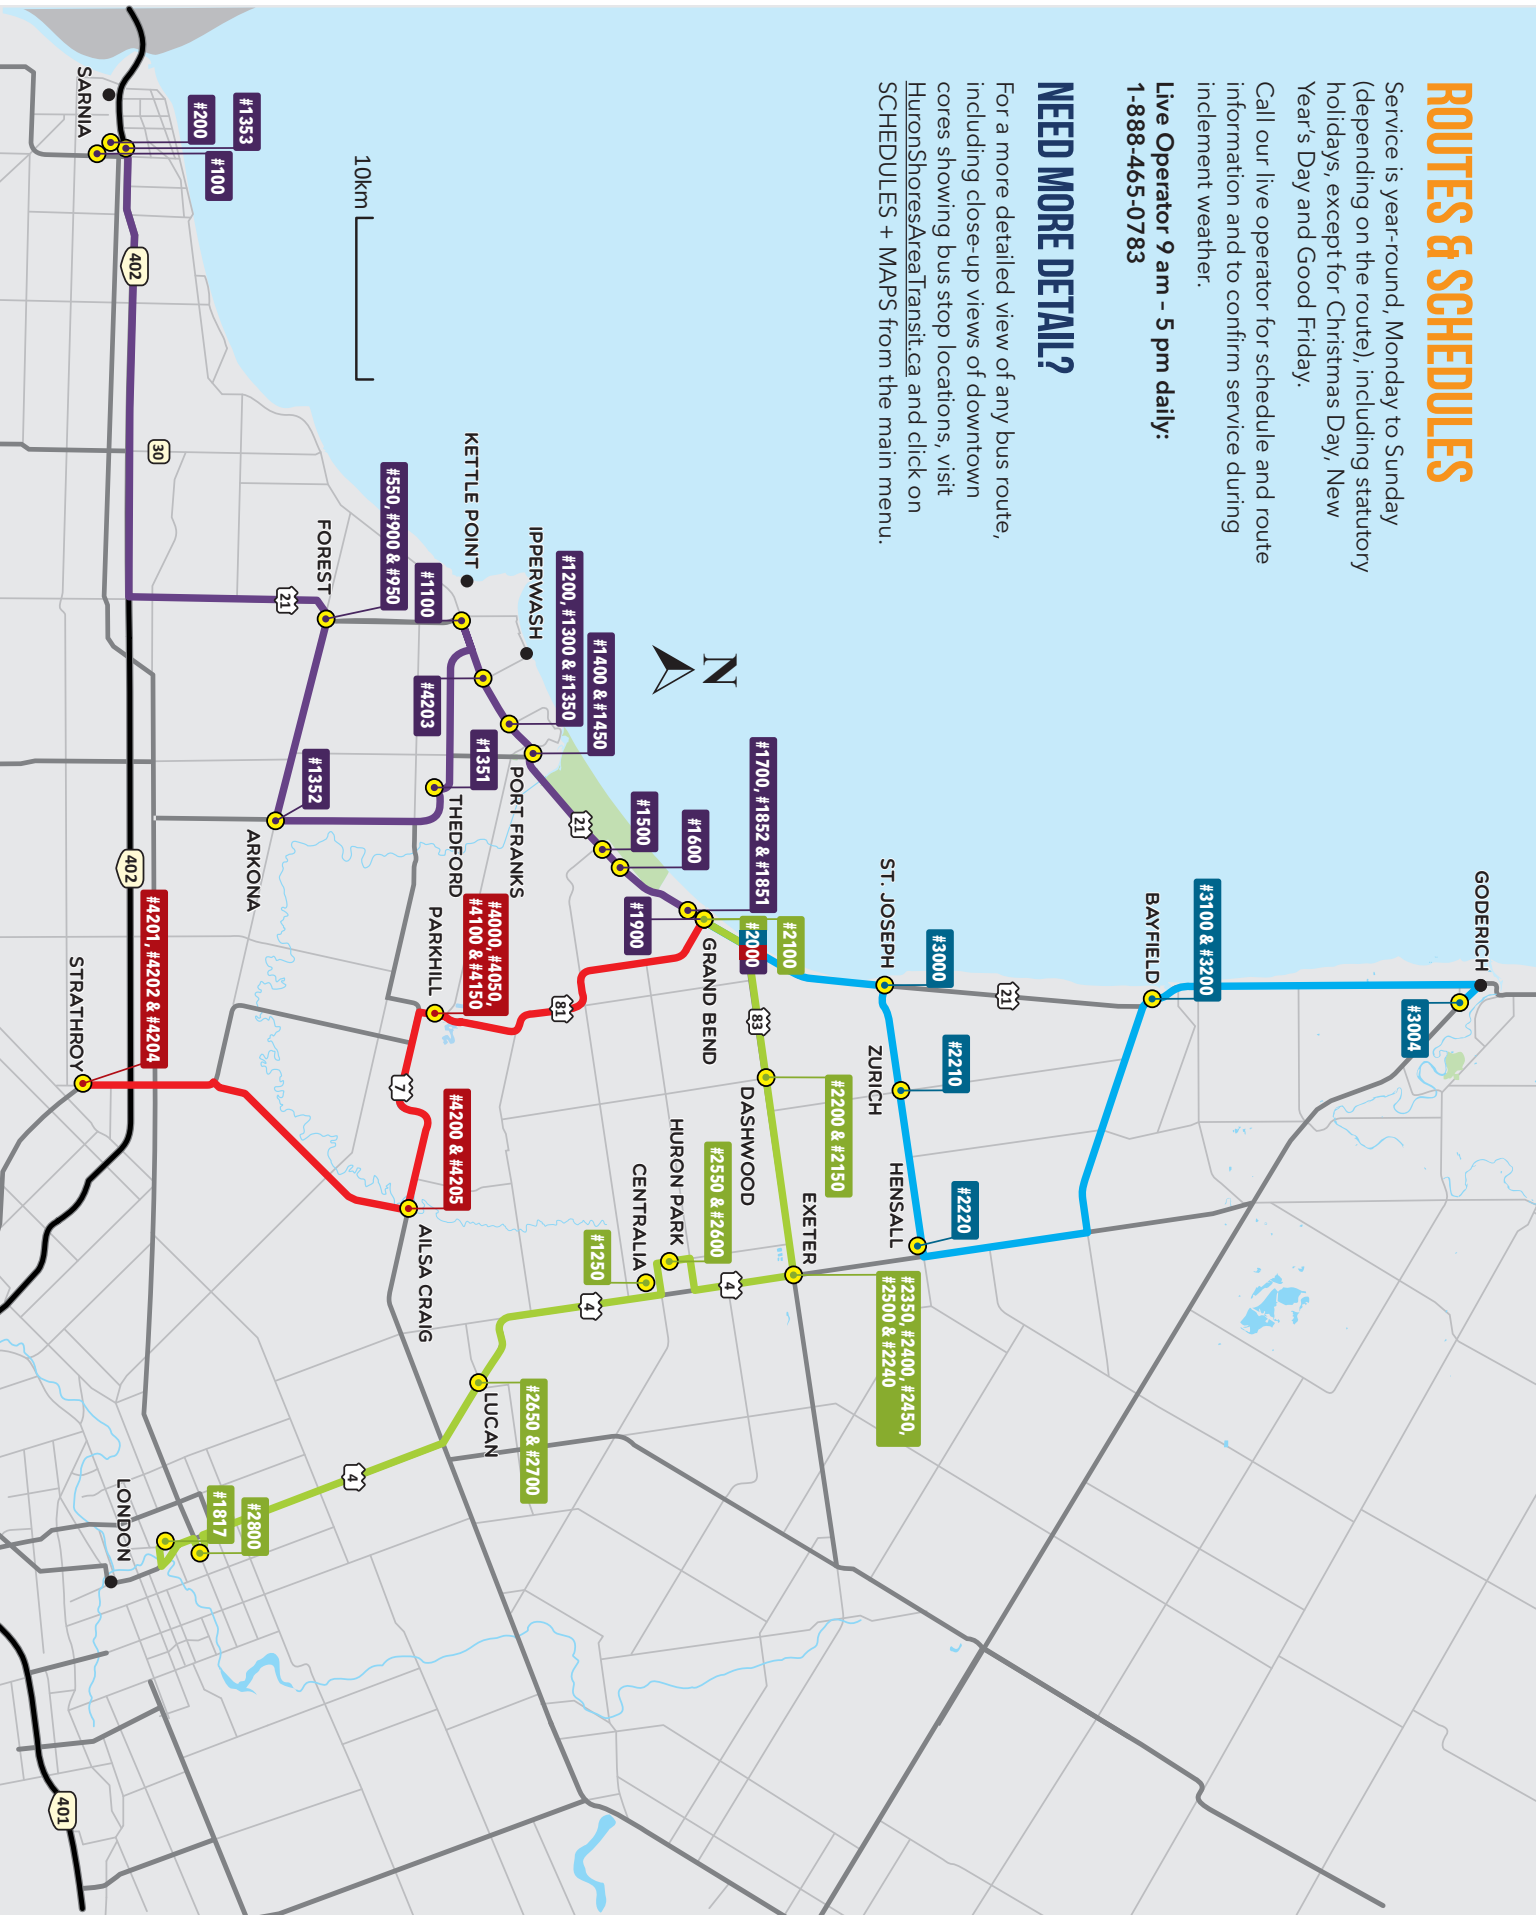 ROUTES & SCHEDULES
Service is year-round, Monday to Sunday
(depending on the route), including statutory
holidays, except for Christmas Day, New
Year's Day and Good Friday.
Call our live operator for schedule and route
information and to confirm service during
inclement weather.
Live Operator 9 am - 5 pm daily:
1-888-465-0783
NEED MORE DETAIL?
For a more detailed view of any bus route,
including close-up views of downtown
cores showing bus stop locations, visit
HuronShoresAreaTransit.ca and click on
SCHEDULES + MAPS from the main menu.
GODERICH
#3004
#3100 & #3200
BAYFIELD
21
#3000
ST. JOSEPH
#2210
ZURICH
#2220
HENSALL
#2100
#2000
#1700, #1852 & #1851
N
83
#2200 & #2150
DASHWOOD
EXETER
#2350, #2400, #2450,
#2500 & #2240
GRAND BEND
#1900
#1600
#1500
21
#1400 & #1450
#1200, #1300 & #1350
IPPERWASH
KETTLE POINT
#1100
#4203
#1351
PORT FRANKS
THEDFORD
#550, #900 & #950
FOREST
21
#1352
ARKONA
10km
#1353
#200
#100
SARNIA
402
30
402
81
#4000, #4050,
#4100 & #4150
PARKHILL
7
#4200 & #4205
AILSA CRAIG
#4201, #4202 & #4204
STRATHROY
#2550 & #2600
HURON PARK
CENTRALIA
#1250
4
4
#2650 & #2700
LUCAN
4
#2800
#1817
LONDON
401